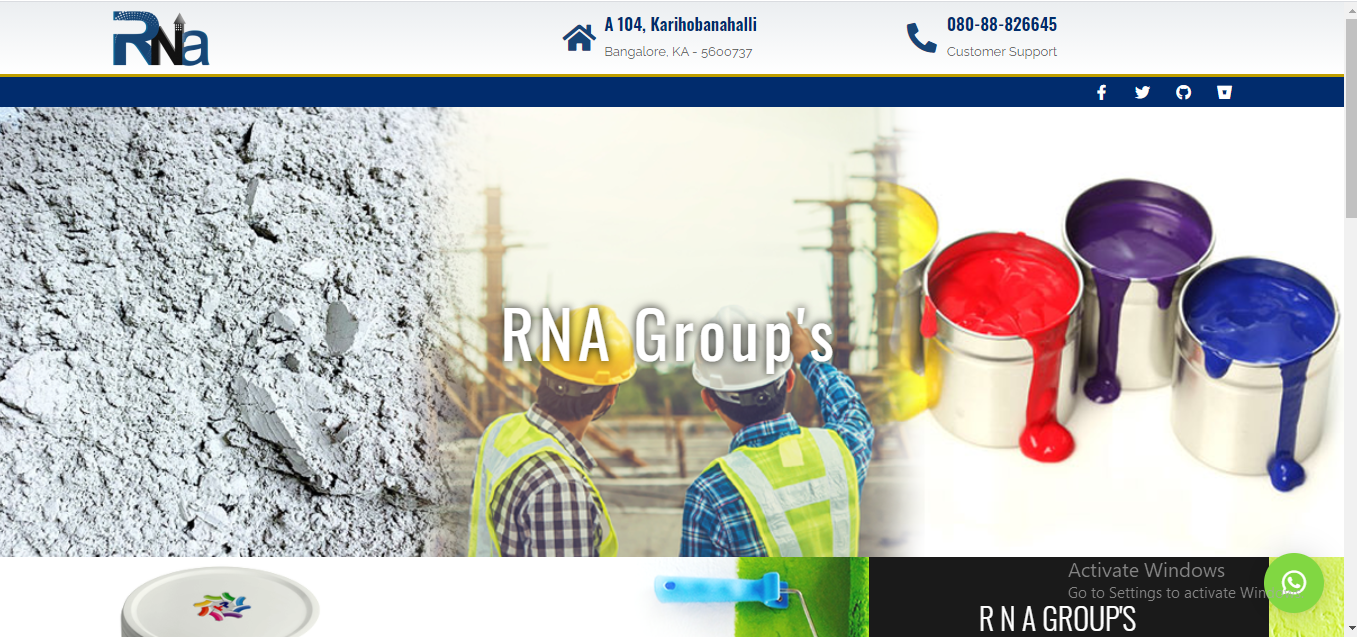 RNa
A 104, Karihobanahalli
Bangalore, KA - 5600737
080-88-826645
Customer Support
RNA Group's
Activate Windows
Go to Settings to activate Win
R N A GROUP'S